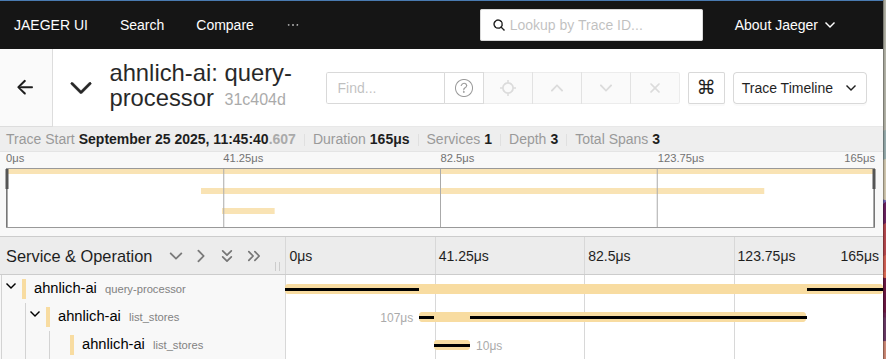 JAEGER UI Search Compare ··· Lookup by Trace ID... About Jaeger
ahnlich-ai: query-
processor 31c404d Find... ? ⌘ Trace Timeline
Trace Start September 25 2025, 11:45:40.607 Duration 165μs Services 1 Depth 3 Total Spans 3
0μs 41.25μs 82.5μs 123.75μs 165μs
Service & Operation 0μs 41.25μs 82.5μs 123.75μs 165μs
ahnlich-ai query-processor
ahnlich-ai list_stores 107μs
ahnlich-ai list_stores 10μs